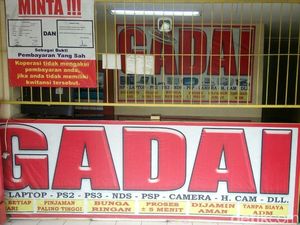 MINTA !!!
DAN
Sebagai Bukti
Pembayaran Yang Sah
Koperasi tidak mengakui
pembayaran anda,
jika anda tidak memiliki
kwitansi tersebut.
GADAI
GADAI
LAPTOP - PS2 - PS3 - NDS - PSP - CAMERA - H. CAM - DLL.
SETIAP
HARI
PINJAMAN
PALING TINGGI
BUNGA
RINGAN
PROSES
± 5 MENIT
DIJAMIN
AMAN
TANPA BIAYA
ADM